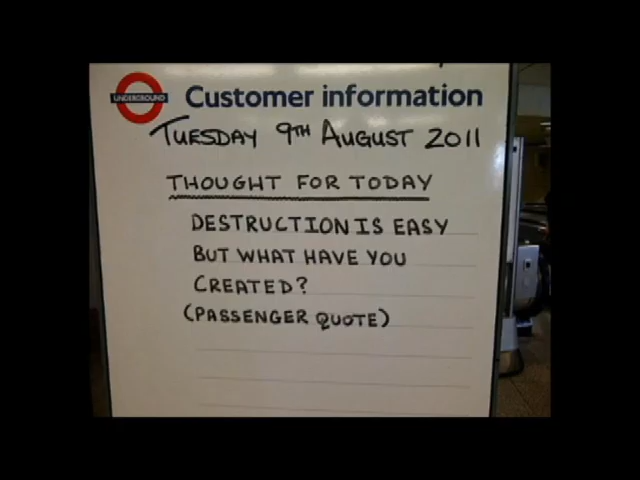 UNDERGROUND
Customer information
TUESDAY 9TH AUGUST 2011
THOUGHT FOR TODAY
DESTRUCTION IS EASY
BUT WHAT HAVE YOU
CREATED?
(PASSENGER QUOTE)